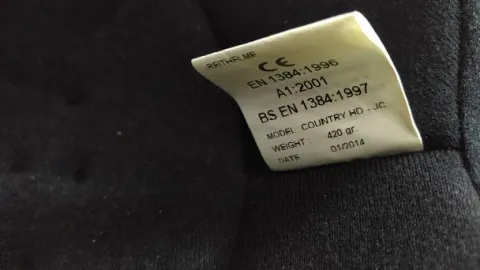 REITHELME
CE
EN 1384:1996
A1:2001
BS EN 1384:1997
MODEL COUNTRY HD - JC
WEIGHT: 420 gr.
DATE 01/2014